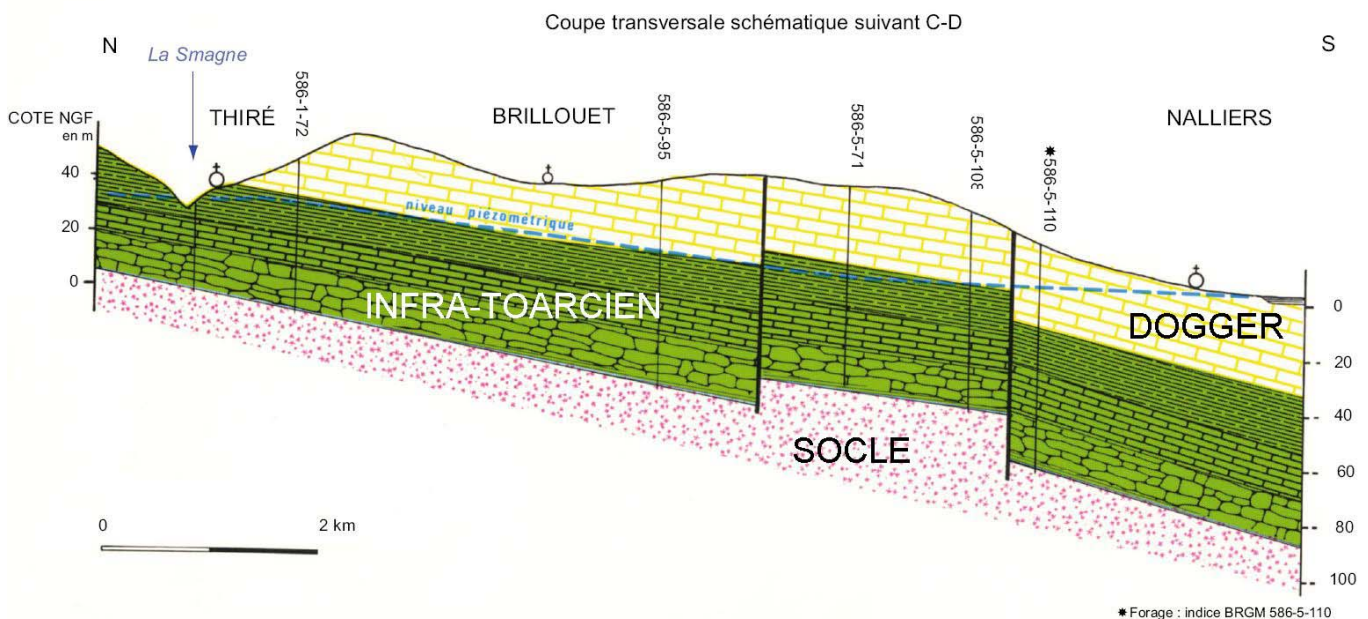 Coupe transversale schématique suivant C-D
N
S
La Smagne
COTE NGF
en m
THIRÉ
586-1-72
BRILLOUET
586-5-95
586-5-71
586-5-108
✷586-5-110
NALLIERS
40
20
0
niveau piézométrique
INFRA-TOARCIEN
DOGGER
SOCLE
0
20
40
60
80
100
0
2 km
✷ Forage : indice BRGM 586-5-110